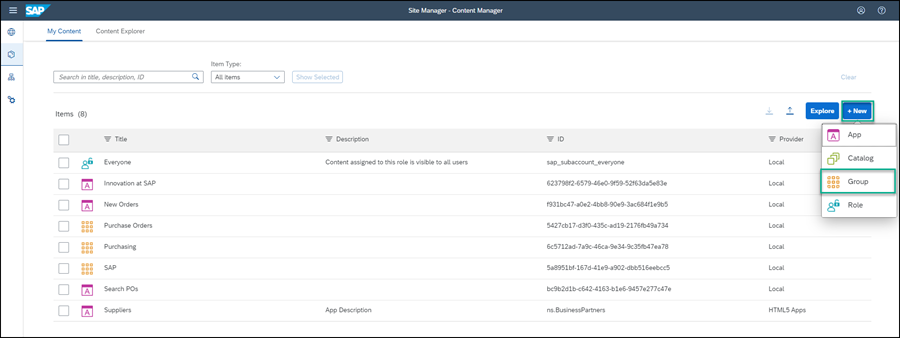 SAP
Site Manager - Content Manager
My Content Content Explorer
Item Type:
Search in title, description, ID All items Show Selected Clear
Items (8) Explore + New
Title Description ID Provider
App
Catalog
Group
Role
Everyone Content assigned to this role is visible to all users sap_subaccount_everyone Local
Innovation at SAP 623798f2-6579-46e0-9f59-52f63da5e83e Local
New Orders f931bc47-a0e2-4bb8-90e9-3ac684f1e9b5 Local
Purchase Orders 5427cb17-d3f0-435c-ad19-2176fb49a734 Local
Purchasing 6c5712ad-7a9c-46ca-9e34-9c35fb47ea78 Local
SAP 5a8951bf-167d-41e9-a902-dbb516eebcc5 Local
Search POs bc9b2d1b-c642-4163-b1e6-9457e277c47e Local
Suppliers App Description ns.BusinessPartners HTML5 Apps